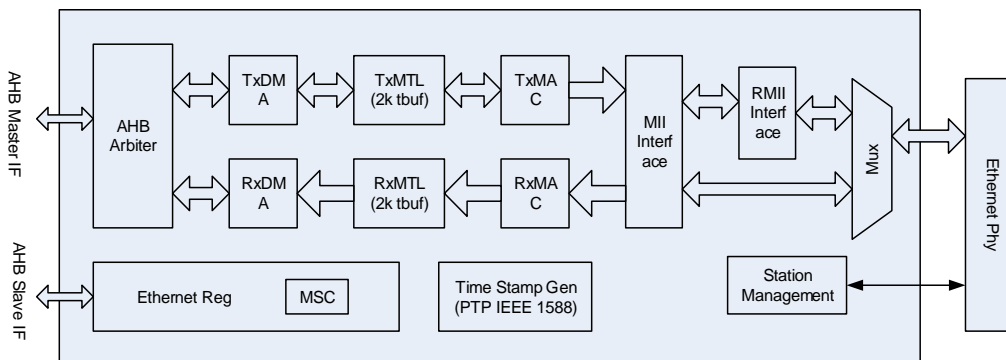 AHB Master IF
AHB Slave IF
AHB
Arbiter
TxDM
A
TxMTL
(2k tbuf)
TxMA
C
RxDM
A
RxMTL
(2k tbuf)
RxMA
C
MII
Interf
ace
RMII
Interf
ace
Mux
Ethernet Phy
Ethernet Reg
MSC
Time Stamp Gen
(PTP IEEE 1588)
Station
Management